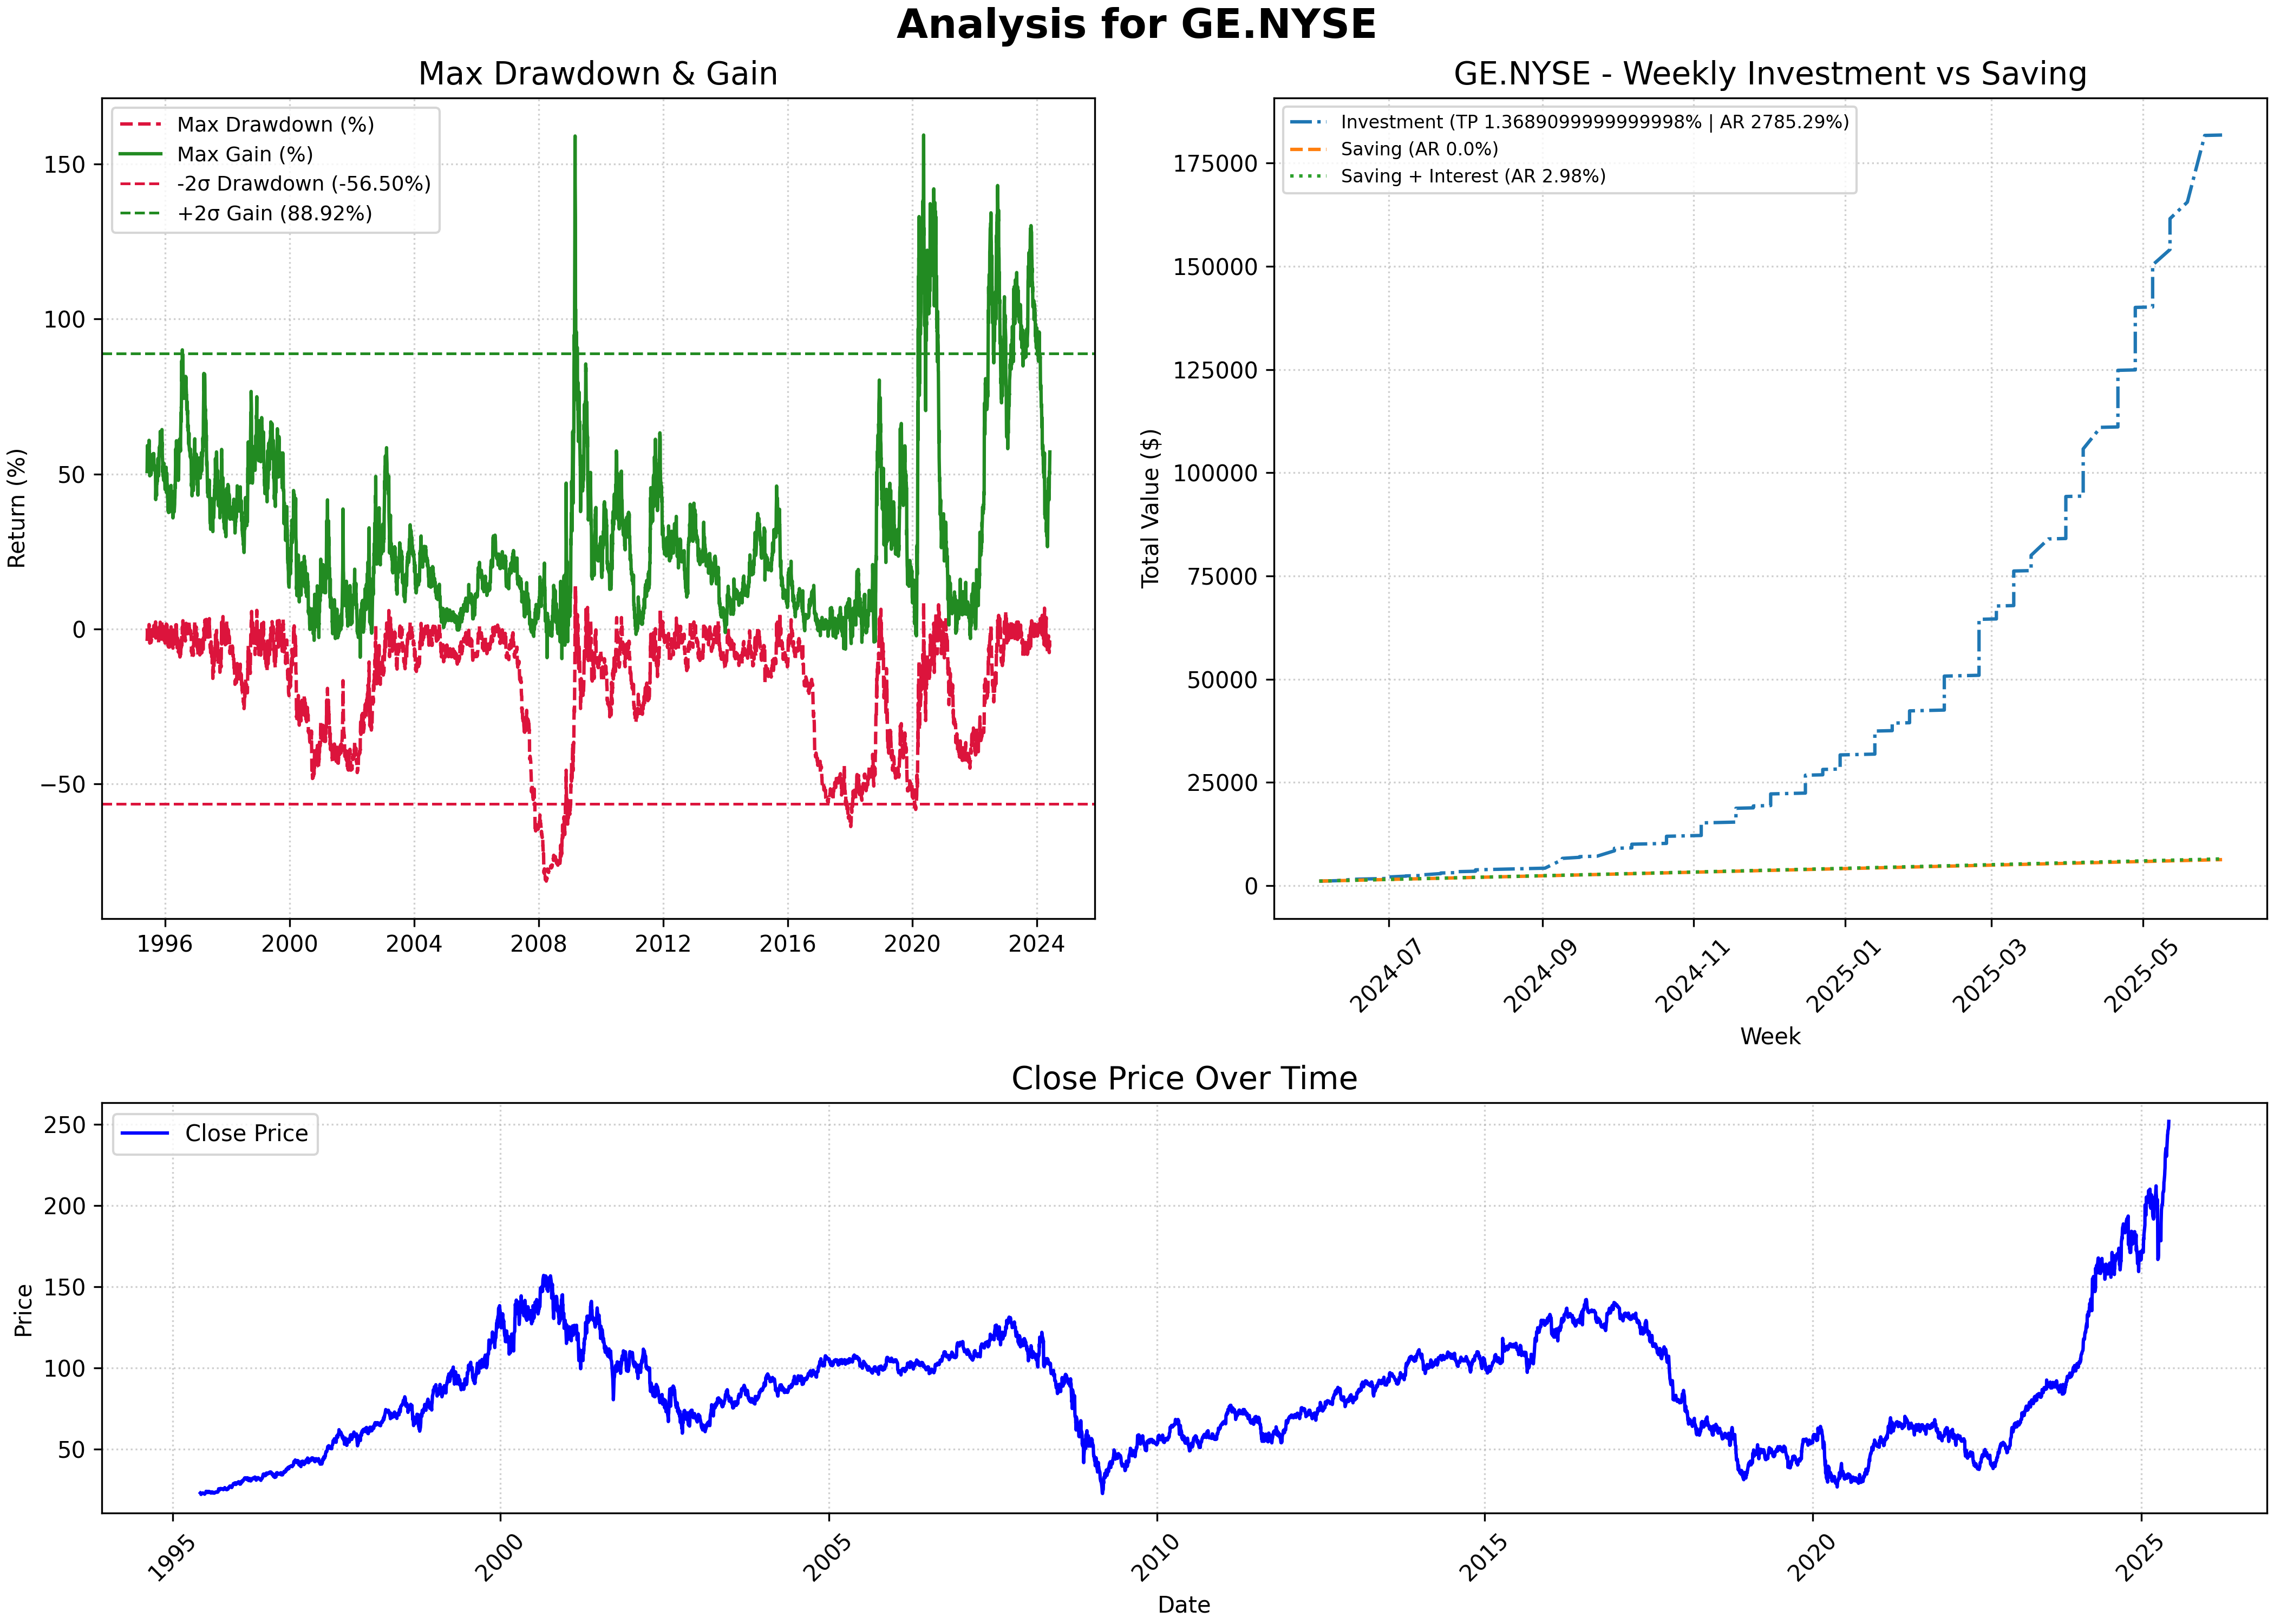 Analysis for GE.NYSE
Max Drawdown & Gain
Max Drawdown (%)
Max Gain (%)
-2σ Drawdown (-56.50%)
+2σ Gain (88.92%)
Return (%)
150
100
50
0
−50
1996
2000
2004
2008
2012
2016
2020
2024
GE.NYSE - Weekly Investment vs Saving
Investment (TP 1.3689099999999998% | AR 2785.29%)
Saving (AR 0.0%)
Saving + Interest (AR 2.98%)
Total Value ($)
175000
150000
125000
100000
75000
50000
25000
0
2024-07
2024-09
2024-11
2025-01
2025-03
2025-05
Week
Close Price Over Time
Close Price
Price
250
200
150
100
50
1995
2000
2005
2010
2015
2020
2025
Date